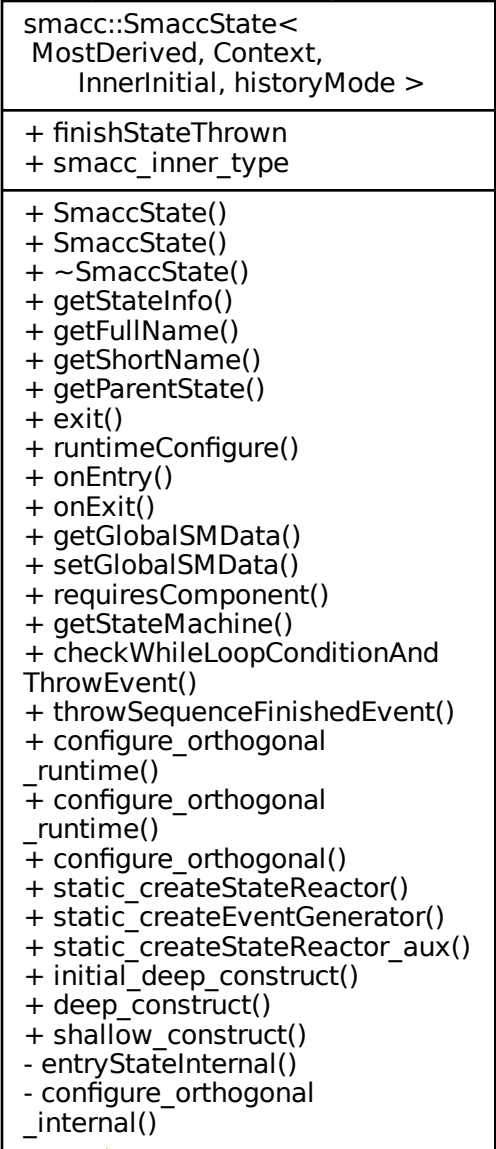 smacc::SmaccState<
MostDerived, Context,
InnerInitial, historyMode >
+ finishStateThrown
+ smacc_inner_type
+ SmaccState()
+ SmaccState()
+ ~SmaccState()
+ getStateInfo()
+ getFullName()
+ getShortName()
+ getParentState()
+ exit()
+ runtimeConfigure()
+ onEntry()
+ onExit()
+ getGlobalSMData()
+ setGlobalSMData()
+ requiresComponent()
+ getStateMachine()
+ checkWhileLoopConditionAnd
ThrowEvent()
+ throwSequenceFinishedEvent()
+ configure_orthogonal
_runtime()
+ configure_orthogonal
_runtime()
+ configure_orthogonal()
+ static_createStateReactor()
+ static_createEventGenerator()
+ static_createStateReactor_aux()
+ initial_deep_construct()
+ deep_construct()
+ shallow_construct()
- entryStateInternal()
- configure_orthogonal
_internal()